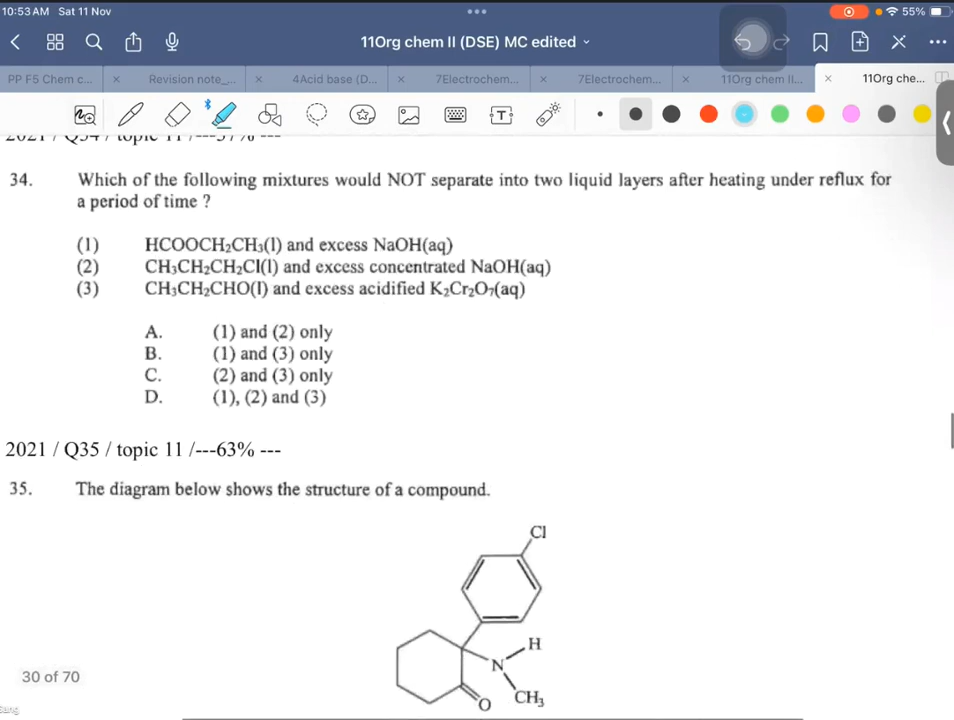 10:53 AM Sat 11 Nov
55%
11Org chem II (DSE) MC edited
PP F5 Chem c...
Revision note_...
4Acid base (D...
7Electrochem...
7Electrochem...
11Org chem II...
11Org che...
2021 / Q34 / topic 11 /---57% ---
34. Which of the following mixtures would NOT separate into two liquid layers after heating under reflux for
a period of time ?
(1) HCOOCH₂CH₃(l) and excess NaOH(aq)
(2) CH₃CH₂CH₂Cl(l) and excess concentrated NaOH(aq)
(3) CH₃CH₂CHO(l) and excess acidified K₂Cr₂O₇(aq)
A. (1) and (2) only
B. (1) and (3) only
C. (2) and (3) only
D. (1), (2) and (3)
2021 / Q35 / topic 11 /---63% ---
35. The diagram below shows the structure of a compound.
Cl
H
N
CH₃
O
30 of 70